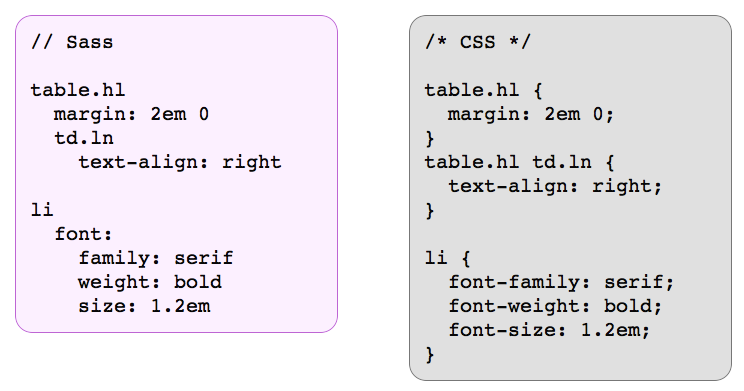 // Sass
table.hl
  margin: 2em 0
  td.ln
    text-align: right
li
  font:
    family: serif
    weight: bold
    size: 1.2em
/* CSS */
table.hl {
  margin: 2em 0;
}
table.hl td.ln {
  text-align: right;
}
li {
  font-family: serif;
  font-weight: bold;
  font-size: 1.2em;
}